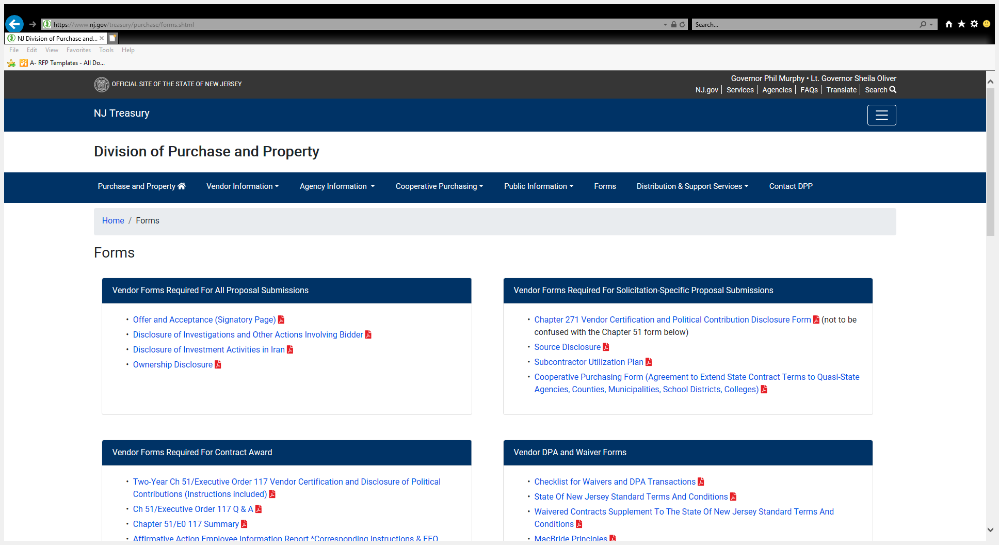 https://www.nj.gov/treasury/purchase/forms.shtml
Search...
NJ Division of Purchase and...
File Edit View Favorites Tools Help
A- RFP Templates - All Do...
OFFICIAL SITE OF THE STATE OF NEW JERSEY
Governor Phil Murphy • Lt. Governor Sheila Oliver
NJ.gov Services Agencies FAQs Translate Search
NJ Treasury
Division of Purchase and Property
Purchase and Property Vendor Information Agency Information Cooperative Purchasing Public Information Forms Distribution & Support Services Contact DPP
Home / Forms
Forms
Vendor Forms Required For All Proposal Submissions
• Offer and Acceptance (Signatory Page)
• Disclosure of Investigations and Other Actions Involving Bidder
• Disclosure of Investment Activities in Iran
• Ownership Disclosure
Vendor Forms Required For Solicitation-Specific Proposal Submissions
• Chapter 271 Vendor Certification and Political Contribution Disclosure Form (not to be
confused with the Chapter 51 form below)
• Source Disclosure
• Subcontractor Utilization Plan
• Cooperative Purchasing Form (Agreement to Extend State Contract Terms to Quasi-State
Agencies, Counties, Municipalities, School Districts, Colleges)
Vendor Forms Required For Contract Award
• Two-Year Ch 51/Executive Order 117 Vendor Certification and Disclosure of Political
Contributions (Instructions included)
• Ch 51/Executive Order 117 Q & A
• Chapter 51/E0 117 Summary
• Affirmative Action Employee Information Report *Corresponding Instructions & EEO
Vendor DPA and Waiver Forms
• Checklist for Waivers and DPA Transactions
• State Of New Jersey Standard Terms And Conditions
• Waivered Contracts Supplement To The State Of New Jersey Standard Terms And
Conditions
• MacBride Principles